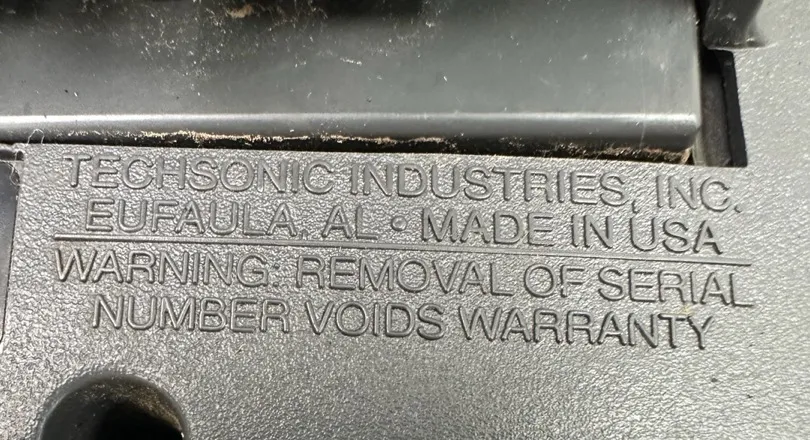 TECHSONIC INDUSTRIES, INC.
EUFAULA, AL • MADE IN USA
WARNING: REMOVAL OF SERIAL
NUMBER VOIDS WARRANTY